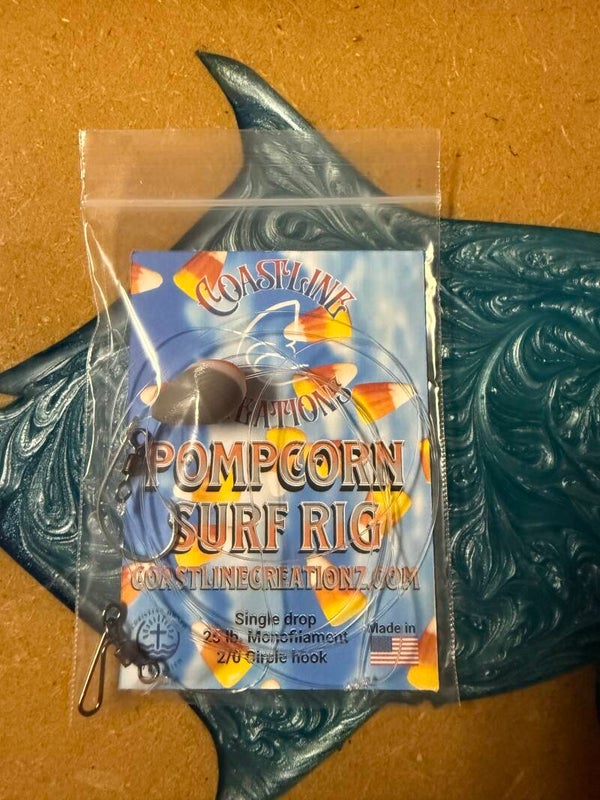 COASTLINE
CREATIONS
POMPCORN
SURF RIG
COASTLINECREATIONZ.COM
Single drop
25 lb. Monofilament
2/0 Circle hook
Made in